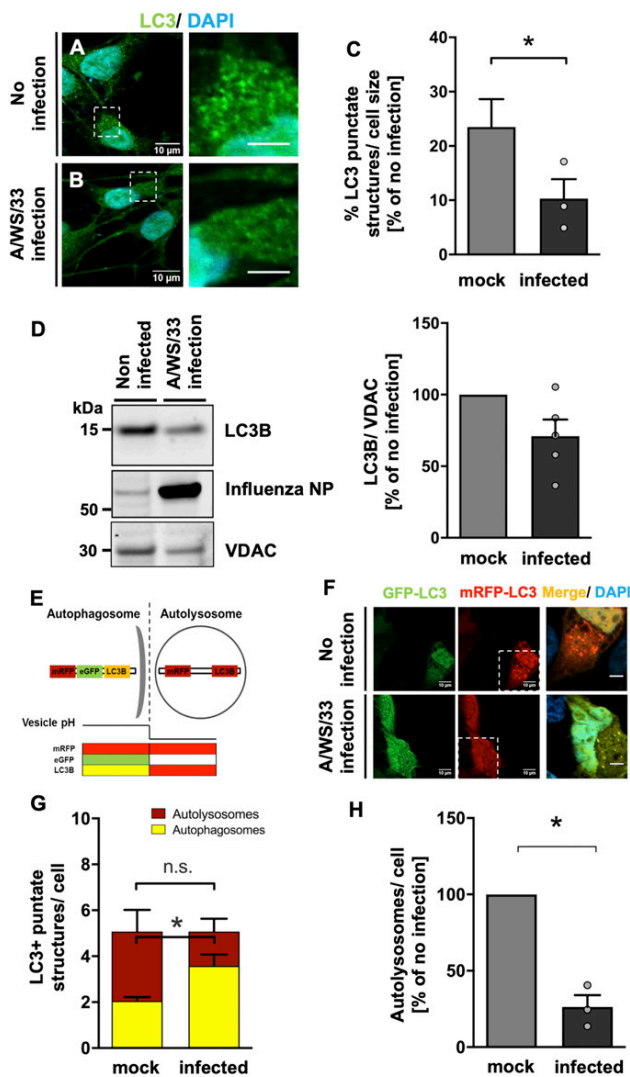 LC3/ DAPI
A
No
infection
10 µm
B
A/WS/33
infection
10 µm
C
% LC3 punctate
structures/ cell size
[% of no infection]
40
30
20
10
0
*
mock
infected
D
Non
infected
A/WS/33
infection
kDa
15
LC3B
50
Influenza NP
30
VDAC
LC3B/ VDAC
[% of no infection]
150
100
50
0
mock
infected
E
Autophagosome
Autolysosome
mRFP
eGFP
LC3B
mRFP
LC3B
Vesicle pH
mRFP
eGFP
LC3B
F
GFP-LC3 mRFP-LC3 Merge/ DAPI
No
infection
10 µm
10 µm
A/WS/33
infection
10 µm
10 µm
G
LC3+ puntate
structures/ cell
10
8
6
4
2
0
Autolysosomes
Autophagosomes
n.s.
*
mock
infected
H
Autolysosomes/ cell
[% of no infection]
150
100
50
0
*
mock
infected